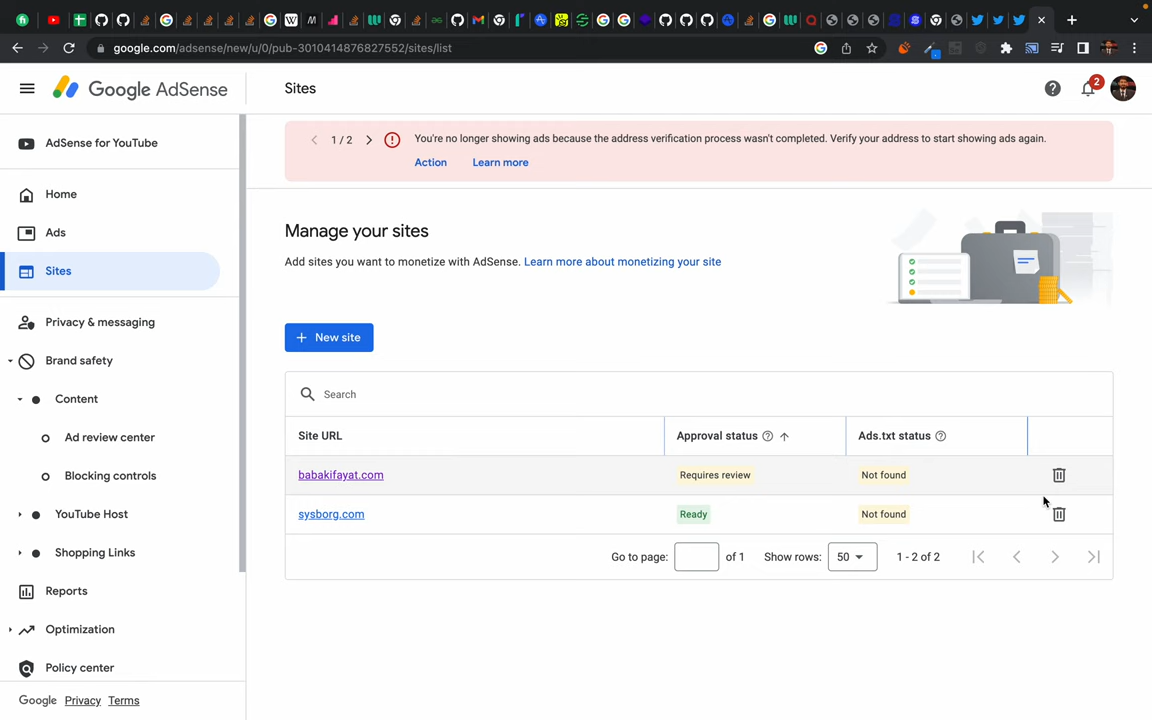 google.com/adsense/new/u/0/pub-3010414876827552/sites/list
Google AdSense
Sites
2
AdSense for YouTube
Home
Ads
Sites
Privacy & messaging
Brand safety
Content
Ad review center
Blocking controls
YouTube Host
Shopping Links
Reports
Optimization
Policy center
Google Privacy Terms
1 / 2
You're no longer showing ads because the address verification process wasn't completed. Verify your address to start showing ads again.
Action Learn more
Manage your sites
Add sites you want to monetize with AdSense. Learn more about monetizing your site
+ New site
Search
Site URL Approval status Ads.txt status
babakifayat.com Requires review Not found
sysborg.com Ready Not found
Go to page: of 1 Show rows: 50 1 - 2 of 2